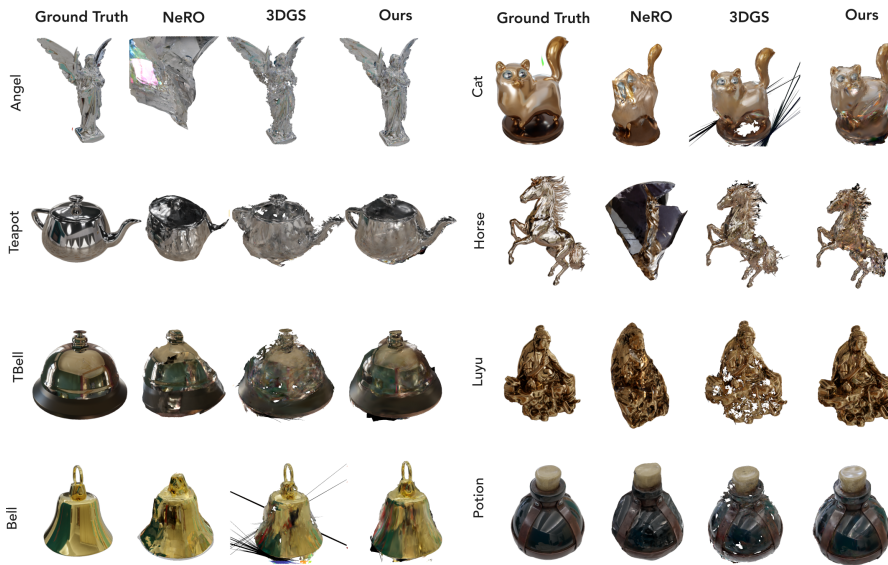 Ground Truth NeRO 3DGS Ours
Angel
Teapot
TBell
Bell
Ground Truth NeRO 3DGS Ours
Cat
Horse
Luyu
Potion